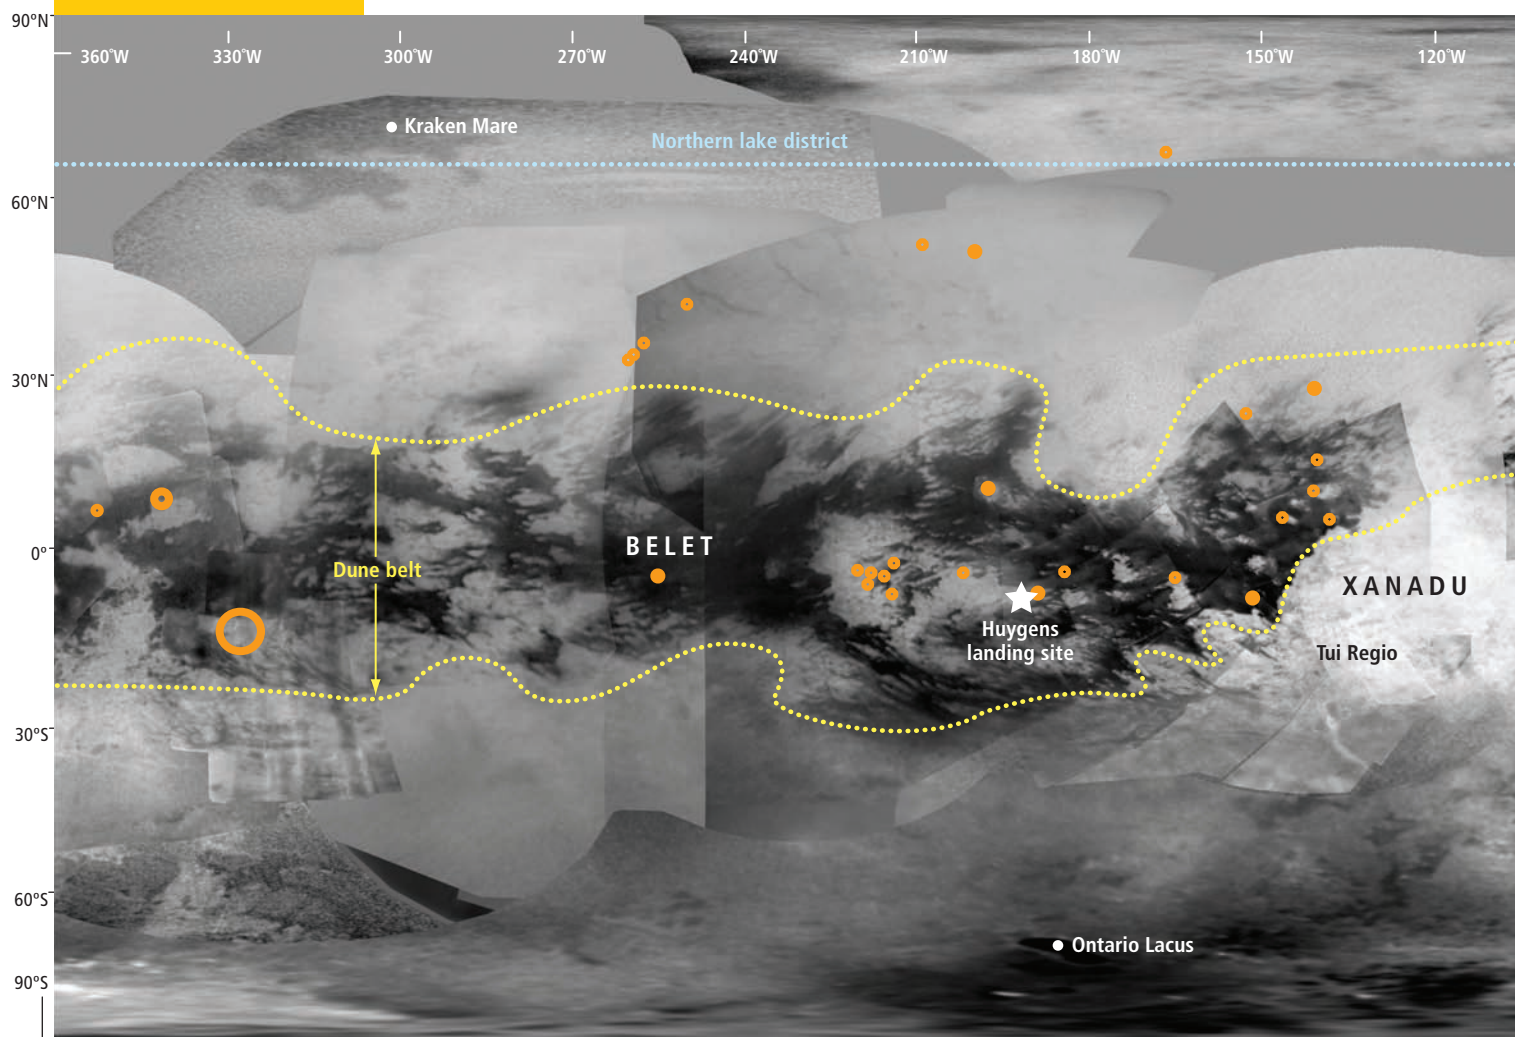 90°N
360°W 330°W 300°W 270°W 240°W 210°W 180°W 150°W 120°W
Kraken Mare
Northern lake district
60°N
30°N
0°
BELET
Dune belt
XANADU
Huygens
landing site
Tui Regio
30°S
60°S
Ontario Lacus
90°S